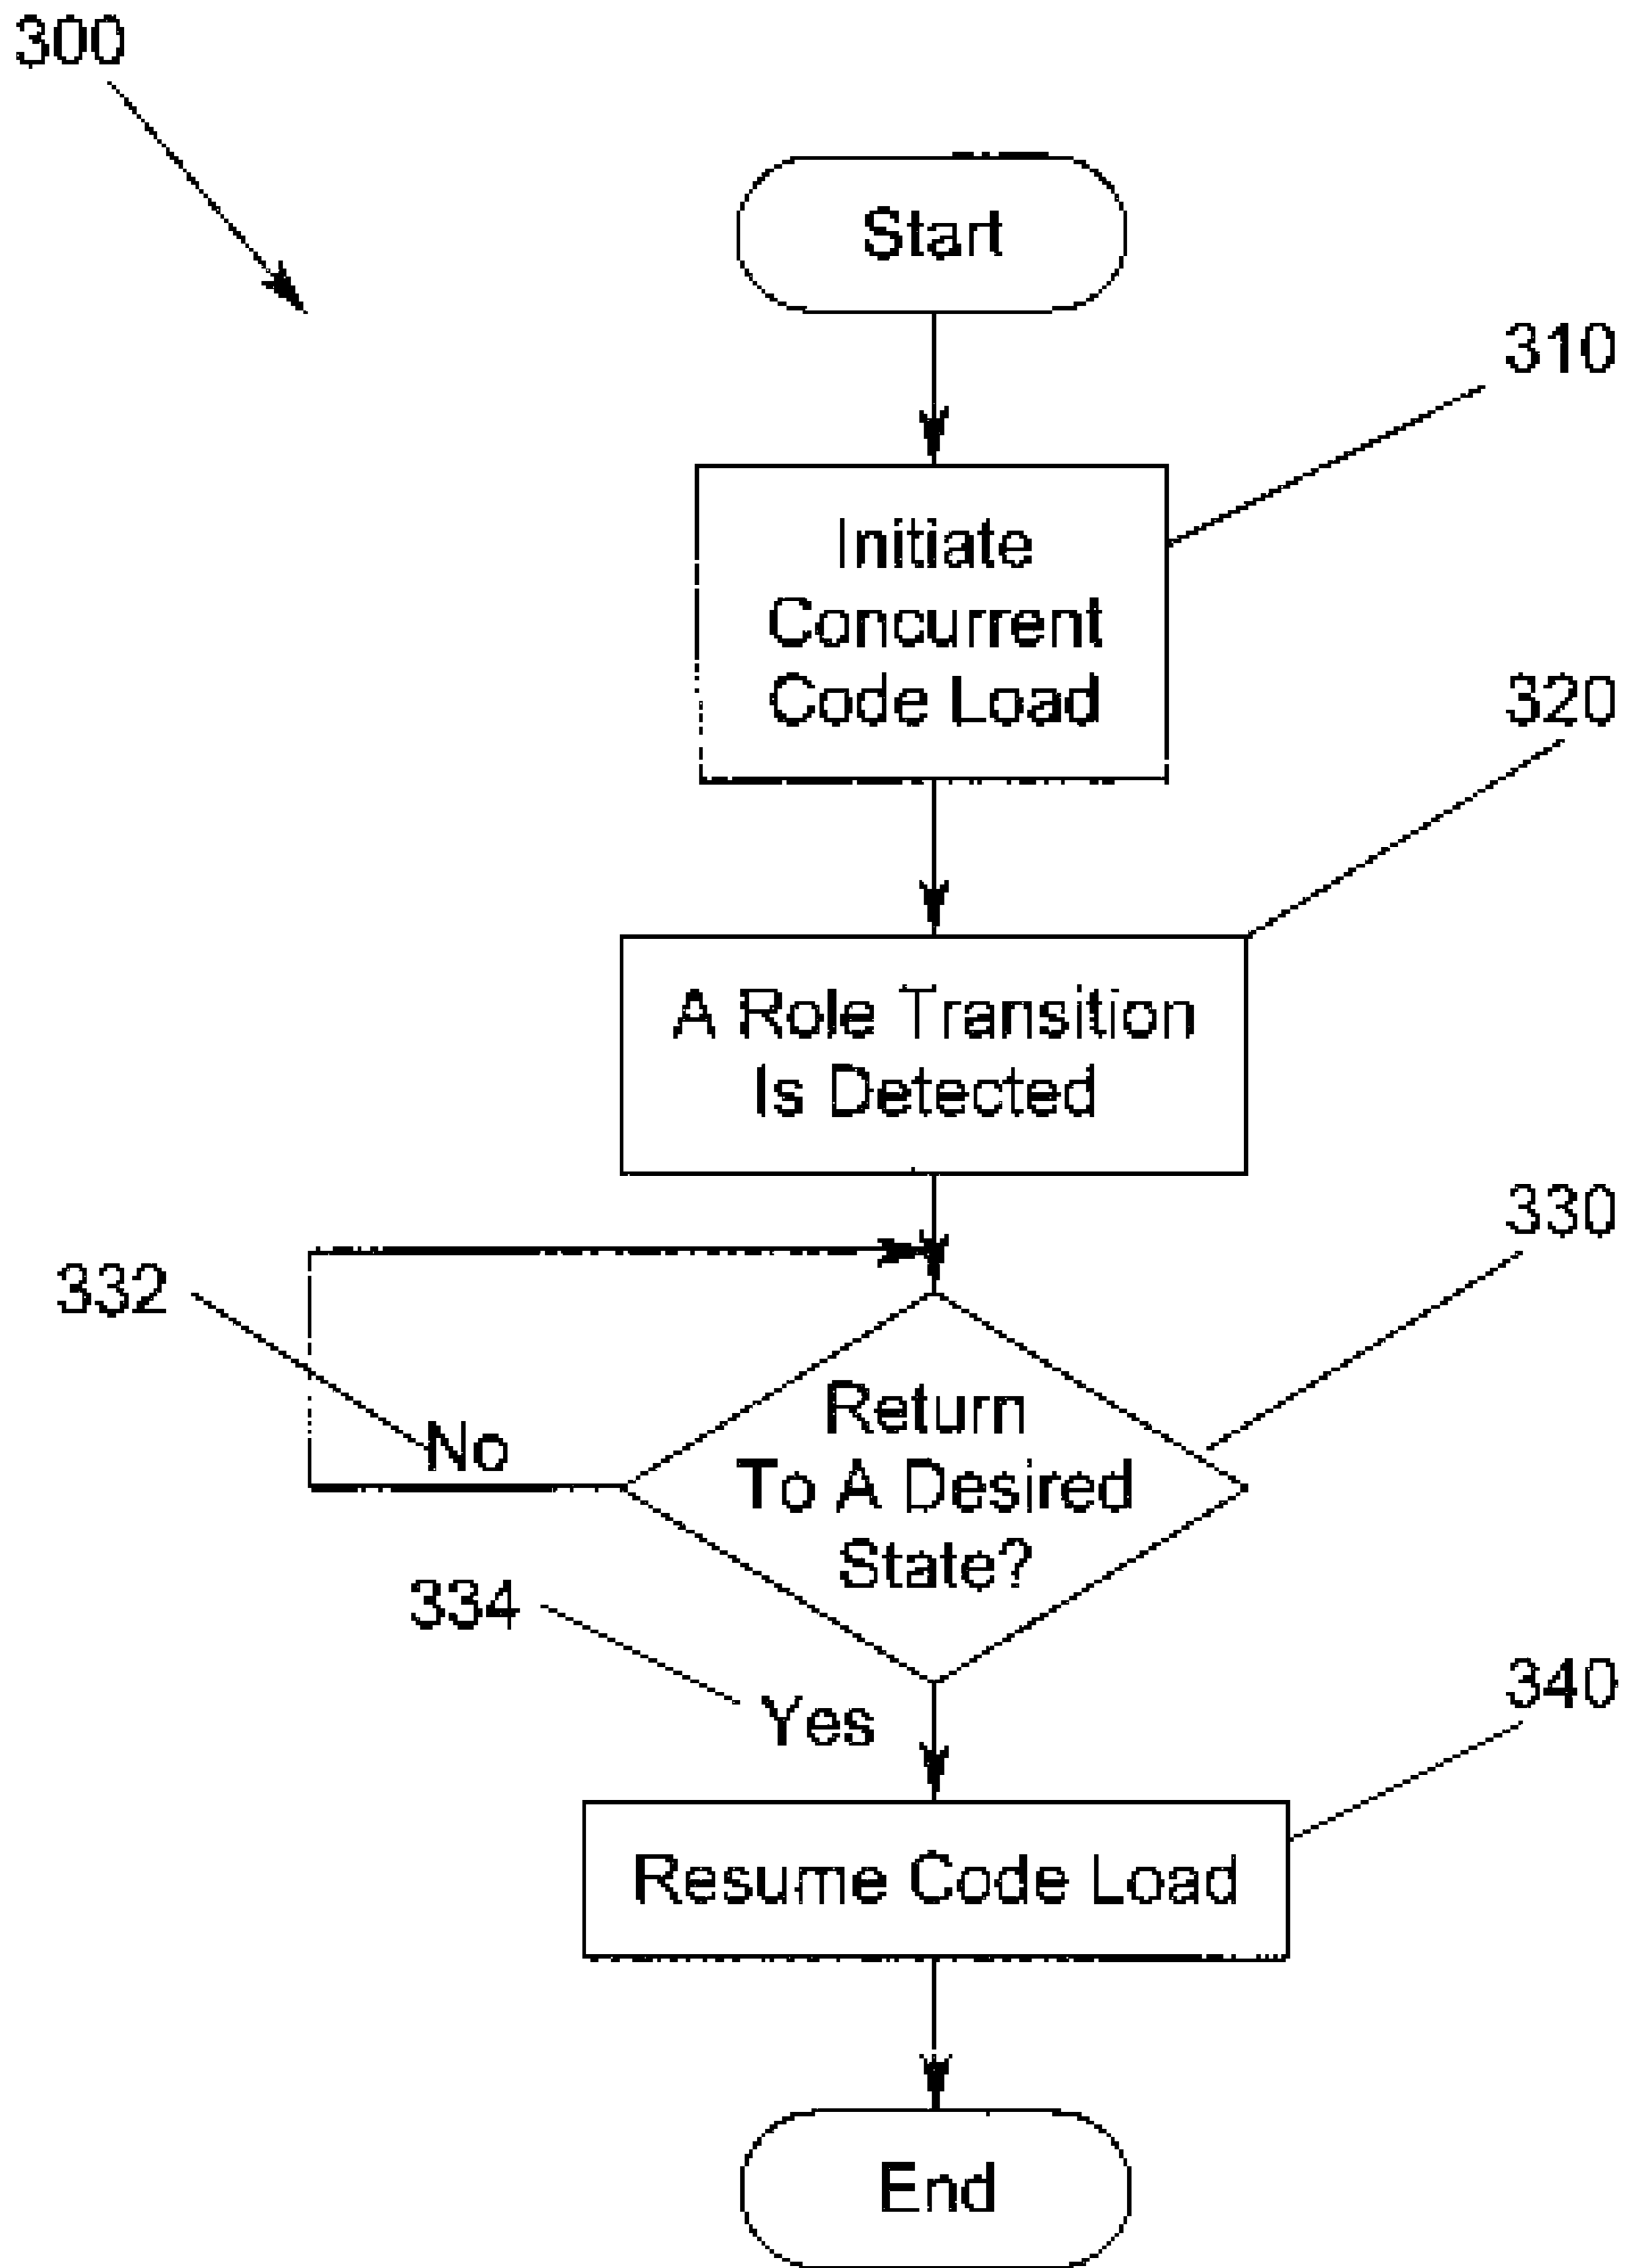 300
Start
310
Initiate
Concurrent
Code Load
320
A Role Transition
Is Detected
330
332
No
Return
To A Desired
State?
334
Yes
340
Resume Code Load
End